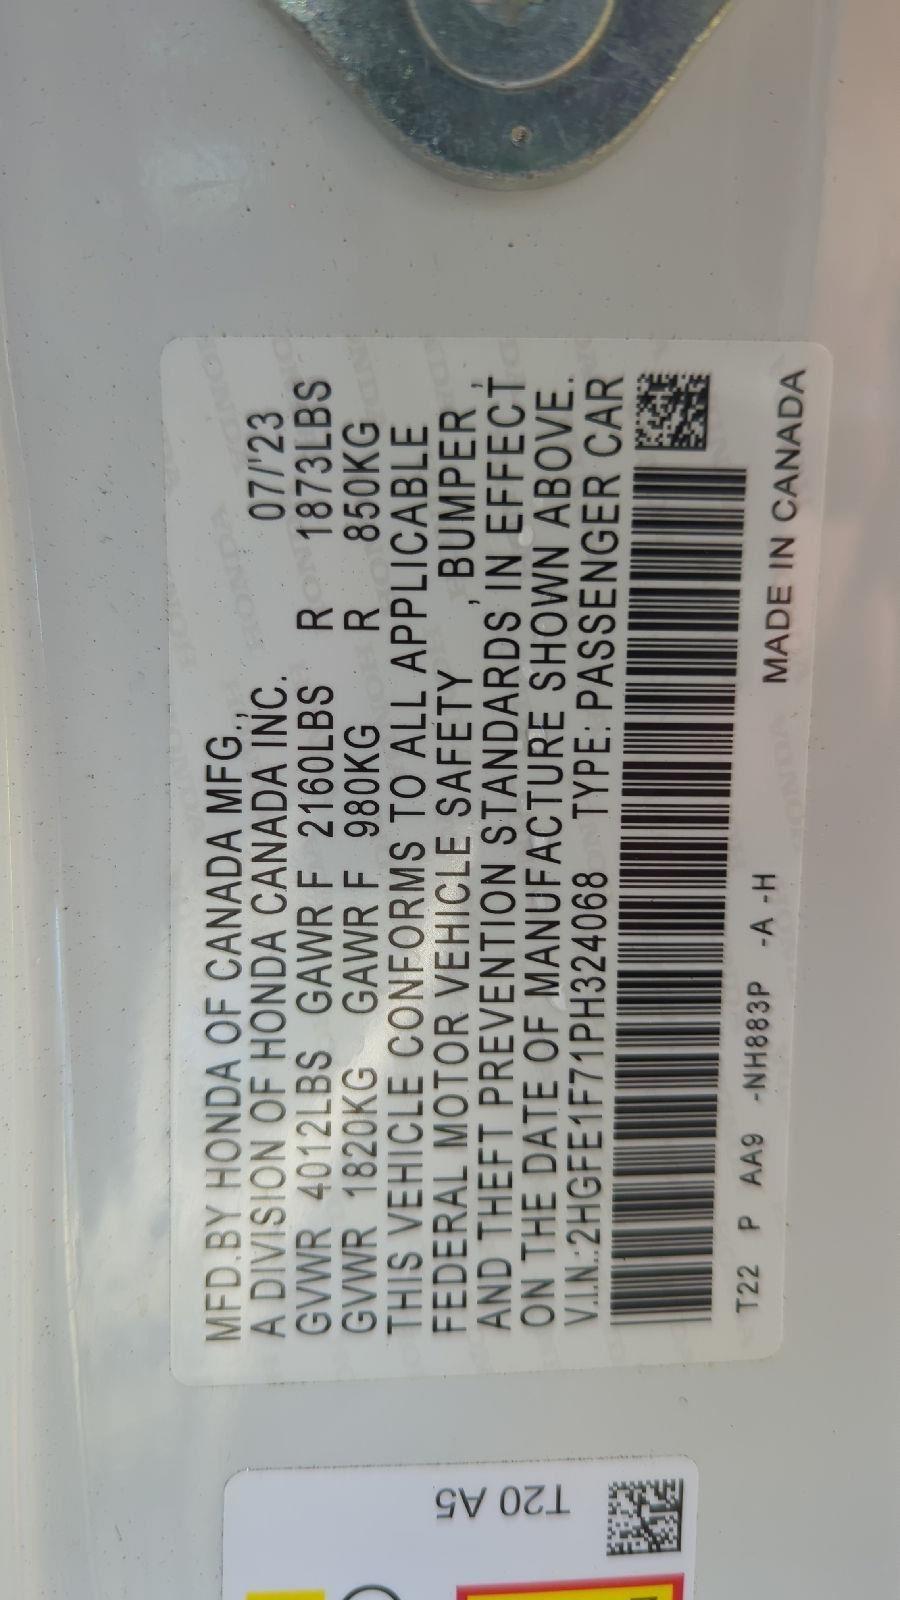 MFD.BY HONDA OF CANADA MFG.,
A DIVISION OF HONDA CANADA INC. 07/'23
GVWR 4012LBS GAWR F 2160LBS R 1873LBS
GVWR 1820KG GAWR F 980KG R 850KG
THIS VEHICLE CONFORMS TO ALL APPLICABLE
FEDERAL MOTOR VEHICLE SAFETY , BUMPER ,
AND THEFT PREVENTION STANDARDS IN EFFECT
ON THE DATE OF MANUFACTURE SHOWN ABOVE.
V.I.N.:2HGFE1F71PH324068 TYPE: PASSENGER CAR
MADE IN CANADA
T22 P AA9 -NH883P -A -H
T20 A5